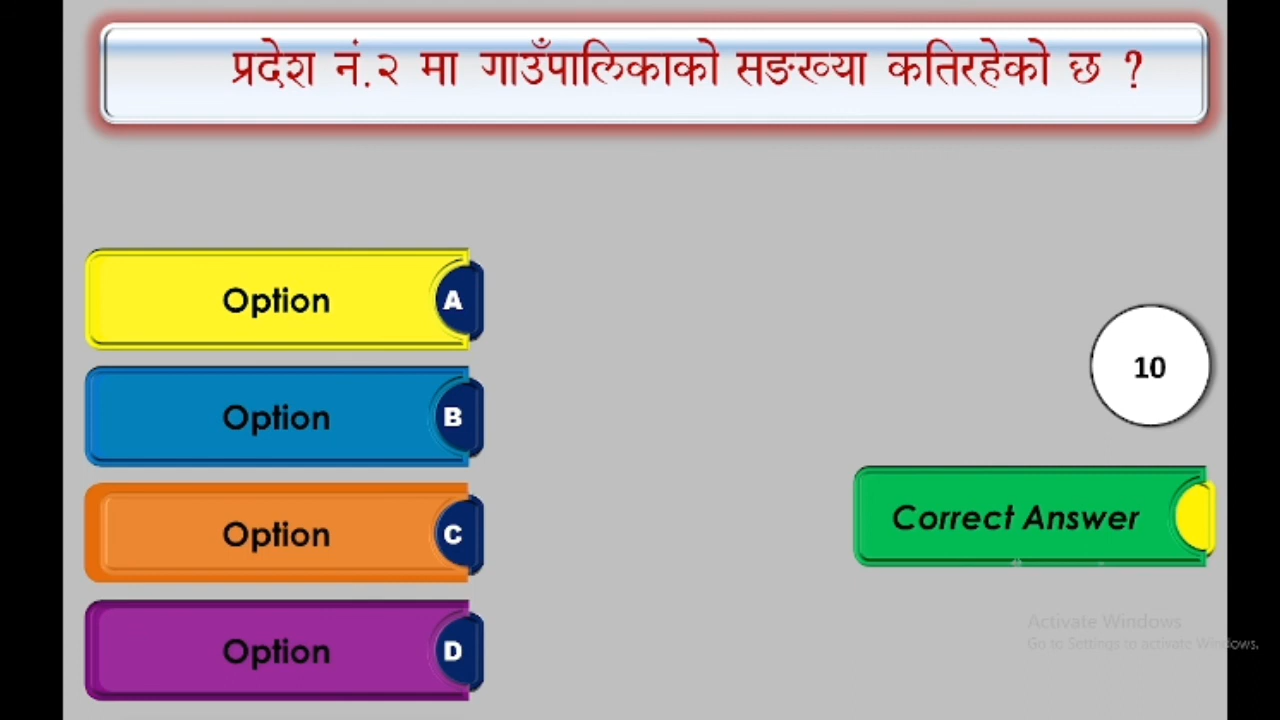 प्रदेश नं.२ मा गाउँपालिकाको सङख्या कतिरहेको छ ?
Option A
Option B
10
Correct Answer
Option C
Option D
Activate Windows
Go to Settings to activate Windows.